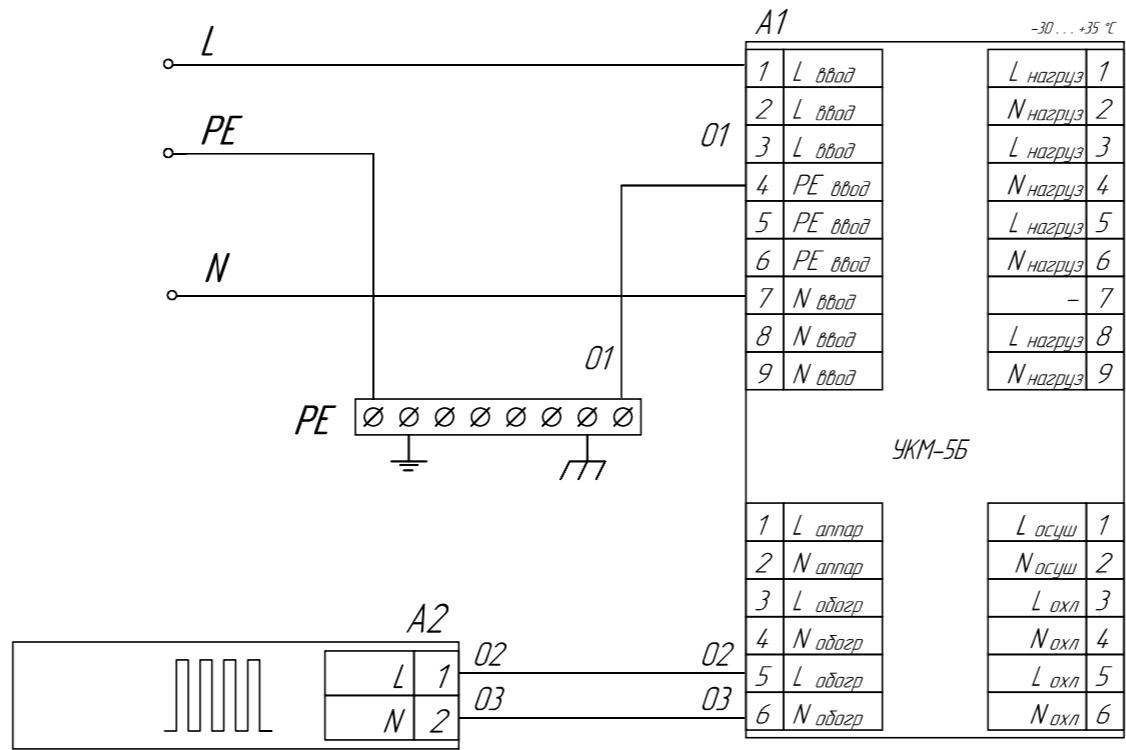 L
PE
N
A1
-30 . . . +35 °C
1 L ввод
2 L ввод
3 L ввод
4 PE ввод
5 PE ввод
6 PE ввод
7 N ввод
8 N ввод
9 N ввод
L нагруз 1
N нагруз 2
L нагруз 3
N нагруз 4
L нагруз 5
N нагруз 6
- 7
L нагруз 8
N нагруз 9
01
01
PE
УКМ-5Б
1 L аппар
2 N аппар
3 L обогр
4 N обогр
5 L обогр
6 N обогр
L осуш 1
N осуш 2
L охл 3
N охл 4
L охл 5
N охл 6
A2
L 1
N 2
02 02
03 03